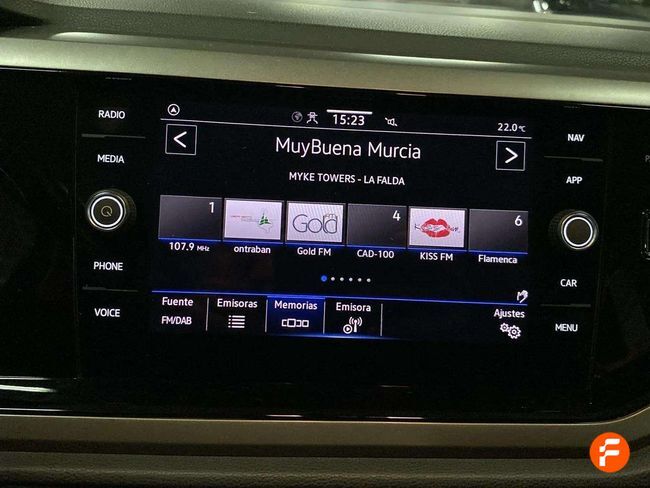 RADIO
MEDIA
PHONE
VOICE
15:23
22.0°C
MuyBuena Murcia
MYKE TOWERS - LA FALDA
1
4
6
107.9 MHz
ontraban
Gold FM
CAD-100
KISS FM
Flamenca
Gold
Fuente
FM/DAB
Emisoras
Memorias
Emisora
Ajustes
NAV
APP
CAR
MENU